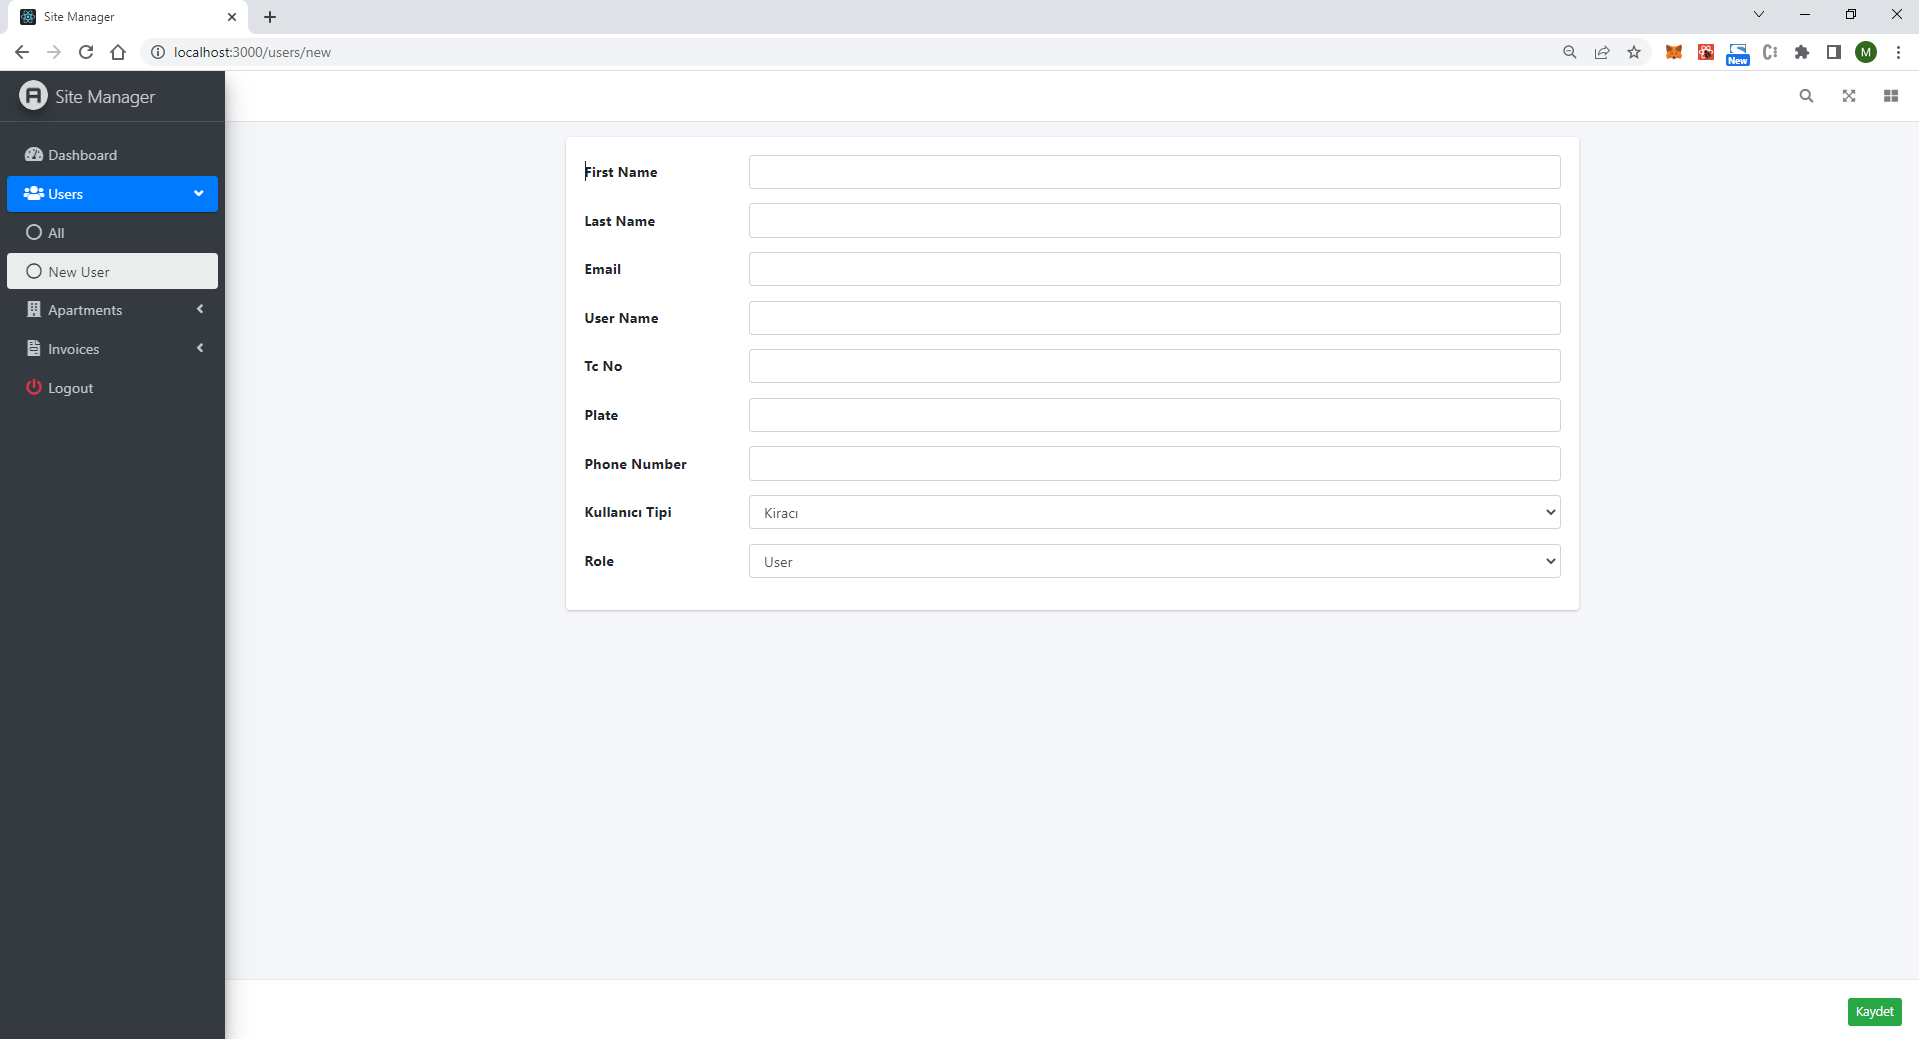 Site Manager
localhost:3000/users/new
New
M
Site Manager
Dashboard
Users
All
New User
Apartments
Invoices
Logout
First Name
Last Name
Email
User Name
Tc No
Plate
Phone Number
Kullanıcı Tipi
Kiracı
Role
User
Kaydet